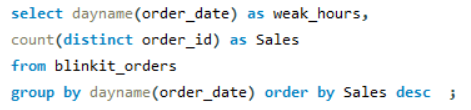 select dayname(order_date) as weak_hours,
count(distinct order_id) as Sales
from blinkit_orders
group by dayname(order_date) order by Sales desc  ;